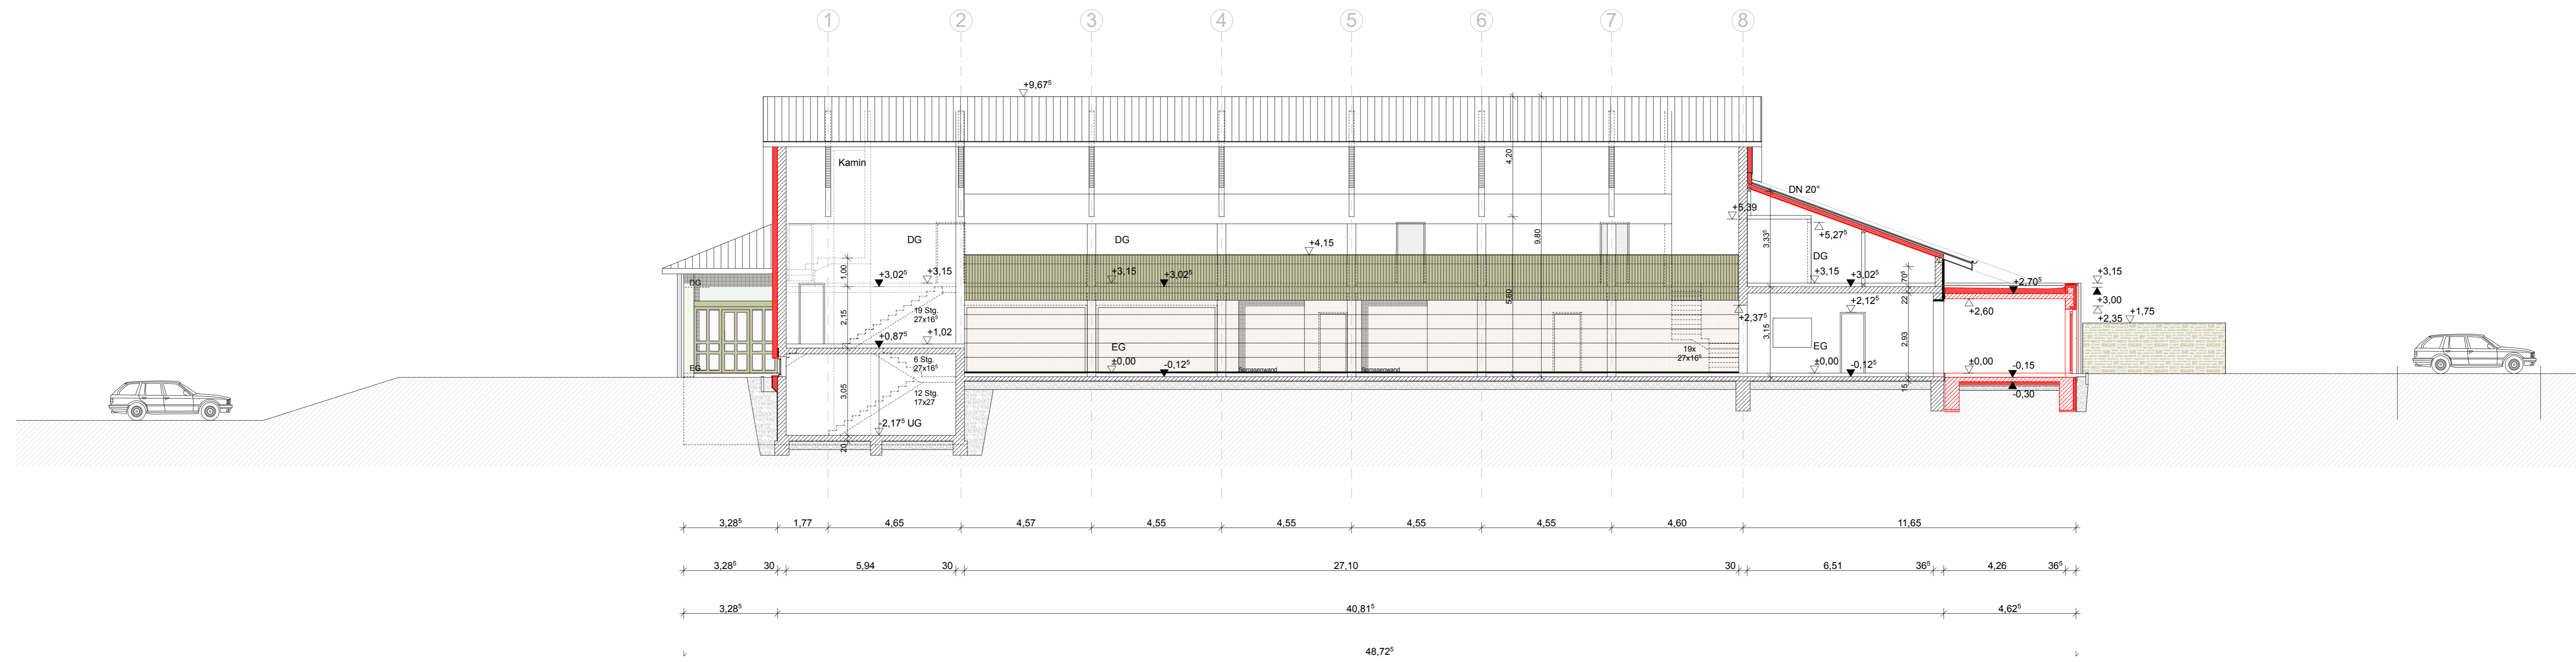 1 2 3 4 5 6 7 8
+9,67⁵
Kamin
4,20
DN 20°
+5,39
+5,27⁵
3,33⁵
9,80
DG
DG
DG
+4,15
1,00
+3,02⁵
+3,15
+3,15
+3,02⁵
+3,15
+3,02⁵
70⁵
+2,70⁵
+3,15
DG
+3,00
22
+2,12⁵
+2,60
+2,35
+1,75
5,60
+2,37⁵
2,15
19 Stg.
27x16⁵
+0,87⁵
+1,02
3,15
2,93
EG
EG
19x
27x16⁵
6 Stg.
27x16⁵
±0,00
-0,12⁵
Sprossenwand
Sprossenwand
±0,00
-0,12⁵
±0,00
-0,15
EG
15
-0,30
3,05
12 Stg.
17x27
-2,17⁵ UG
20
3,28⁵ 1,77 4,65 4,57 4,55 4,55 4,55 4,55 4,60 11,65
3,28⁵ 30 5,94 30 27,10 30 6,51 36⁵ 4,26 36⁵
3,28⁵ 40,81⁵ 4,62⁵
48,72⁵